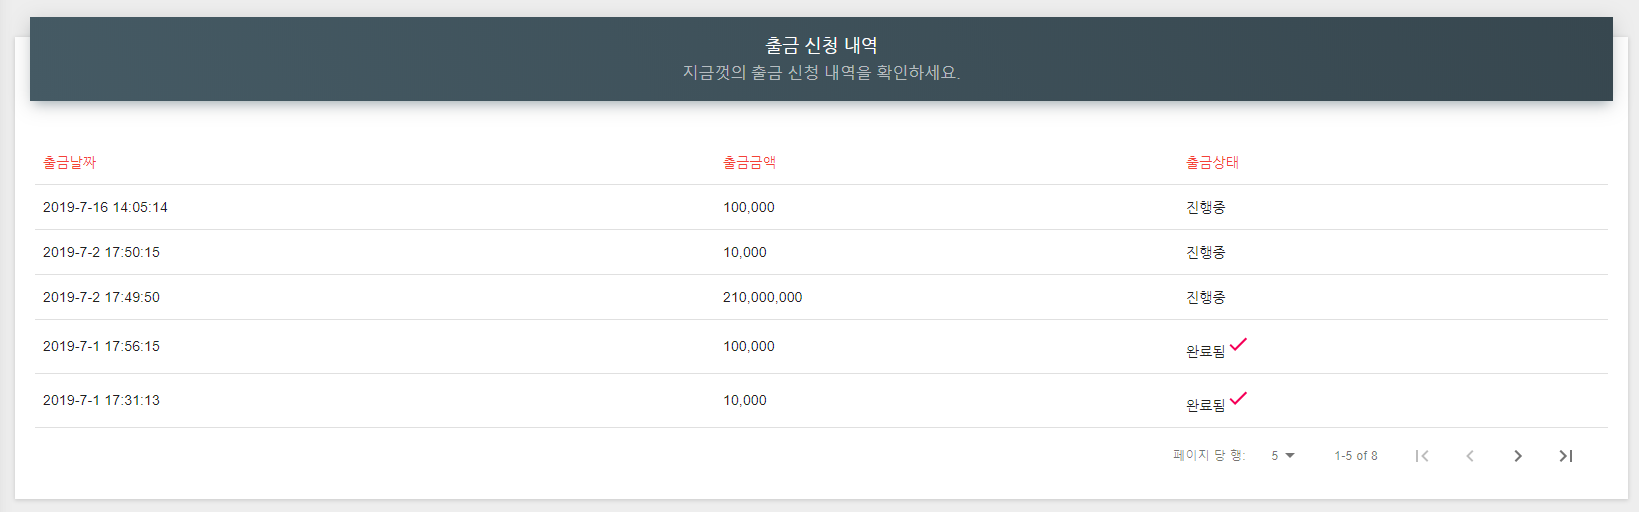 출금 신청 내역
지금껏의 출금 신청 내역을 확인하세요.
출금날짜 출금금액 출금상태
2019-7-16 14:05:14 100,000 진행중
2019-7-2 17:50:15 10,000 진행중
2019-7-2 17:49:50 210,000,000 진행중
2019-7-1 17:56:15 100,000 완료됨
2019-7-1 17:31:13 10,000 완료됨
페이지 당 행: 5 1-5 of 8